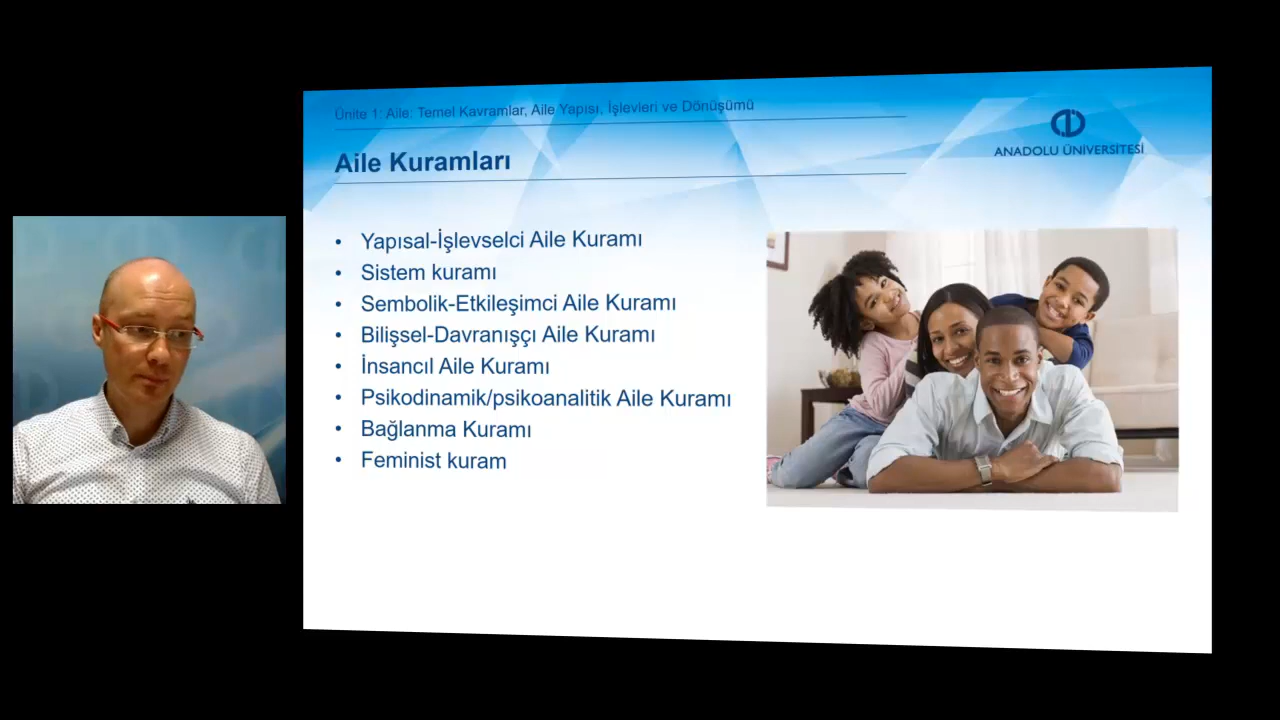 Ünite 1: Aile: Temel Kavramlar, Aile Yapısı, İşlevleri ve Dönüşümü
ANADOLU ÜNİVERSİTESİ
Aile Kuramları
• Yapısal-İşlevselci Aile Kuramı
• Sistem kuramı
• Sembolik-Etkileşimci Aile Kuramı
• Bilişsel-Davranışçı Aile Kuramı
• İnsancıl Aile Kuramı
• Psikodinamik/psikoanalitik Aile Kuramı
• Bağlanma Kuramı
• Feminist kuram